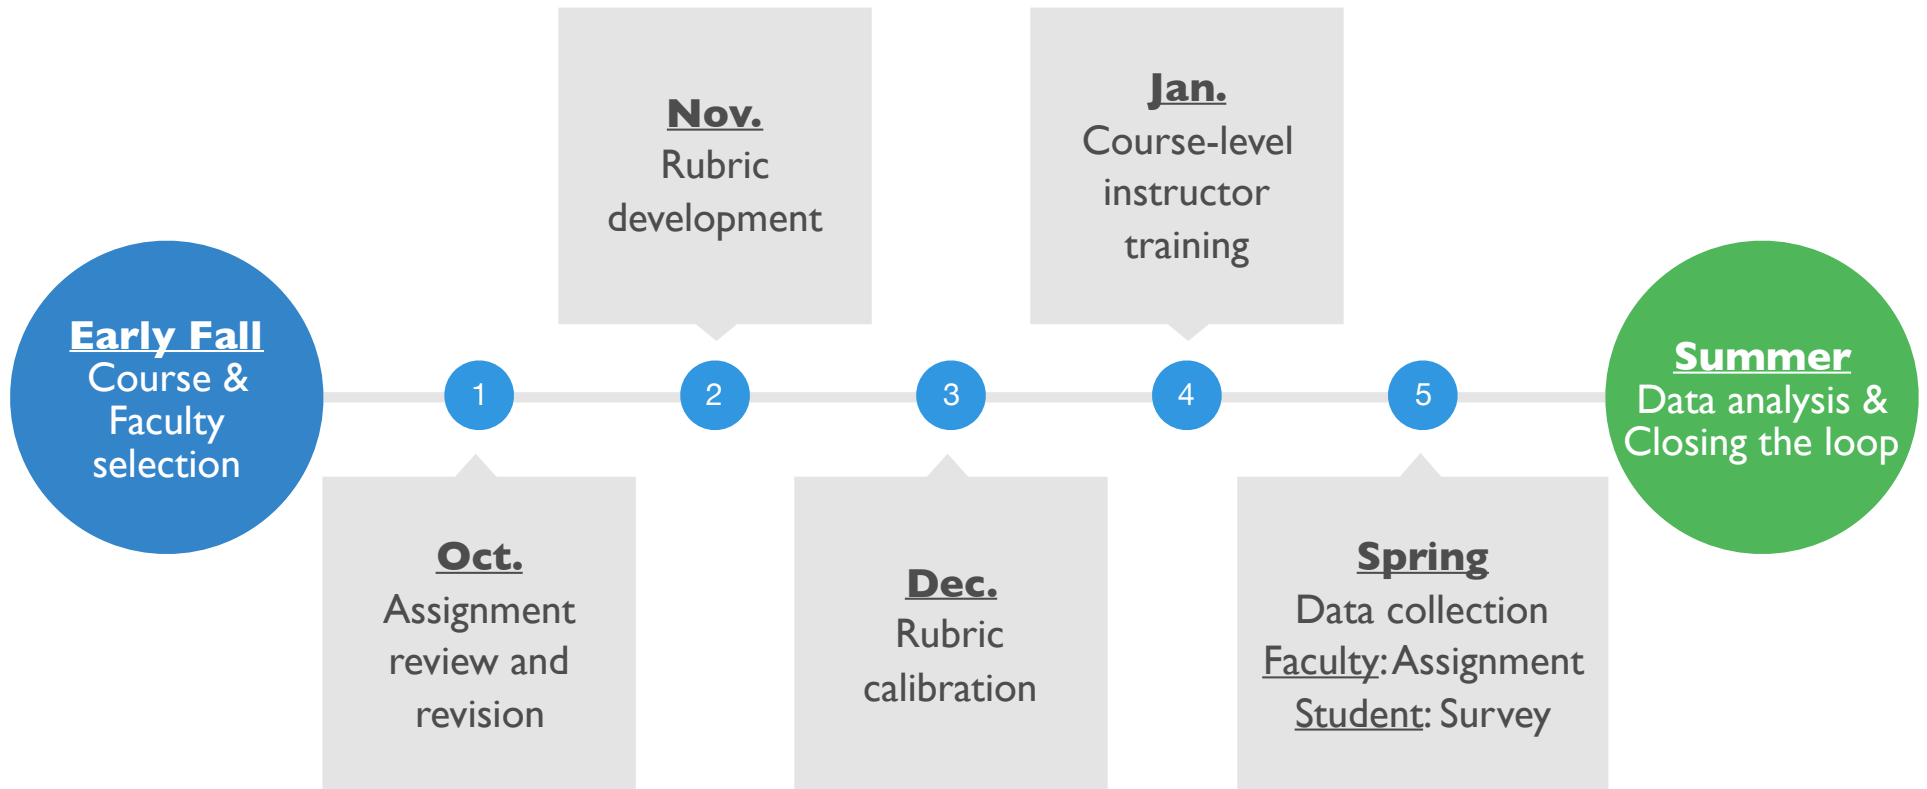 Early Fall
Course &
Faculty
selection
1
Oct.
Assignment
review and
revision
2
Nov.
Rubric
development
3
Dec.
Rubric
calibration
4
Jan.
Course-level
instructor
training
5
Spring
Data collection
Faculty: Assignment
Student: Survey
Summer
Data analysis &
Closing the loop